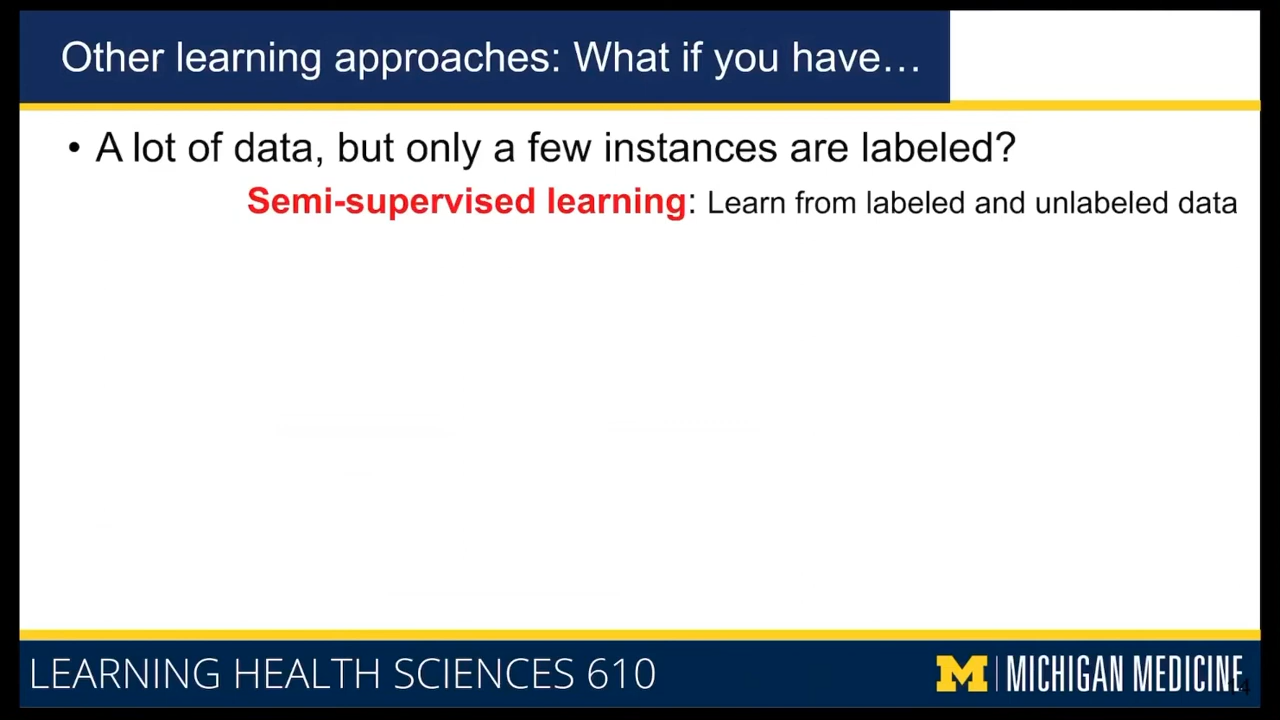 Other learning approaches: What if you have…
• A lot of data, but only a few instances are labeled?
Semi-supervised learning: Learn from labeled and unlabeled data
LEARNING HEALTH SCIENCES 610
M MICHIGAN MEDICINE